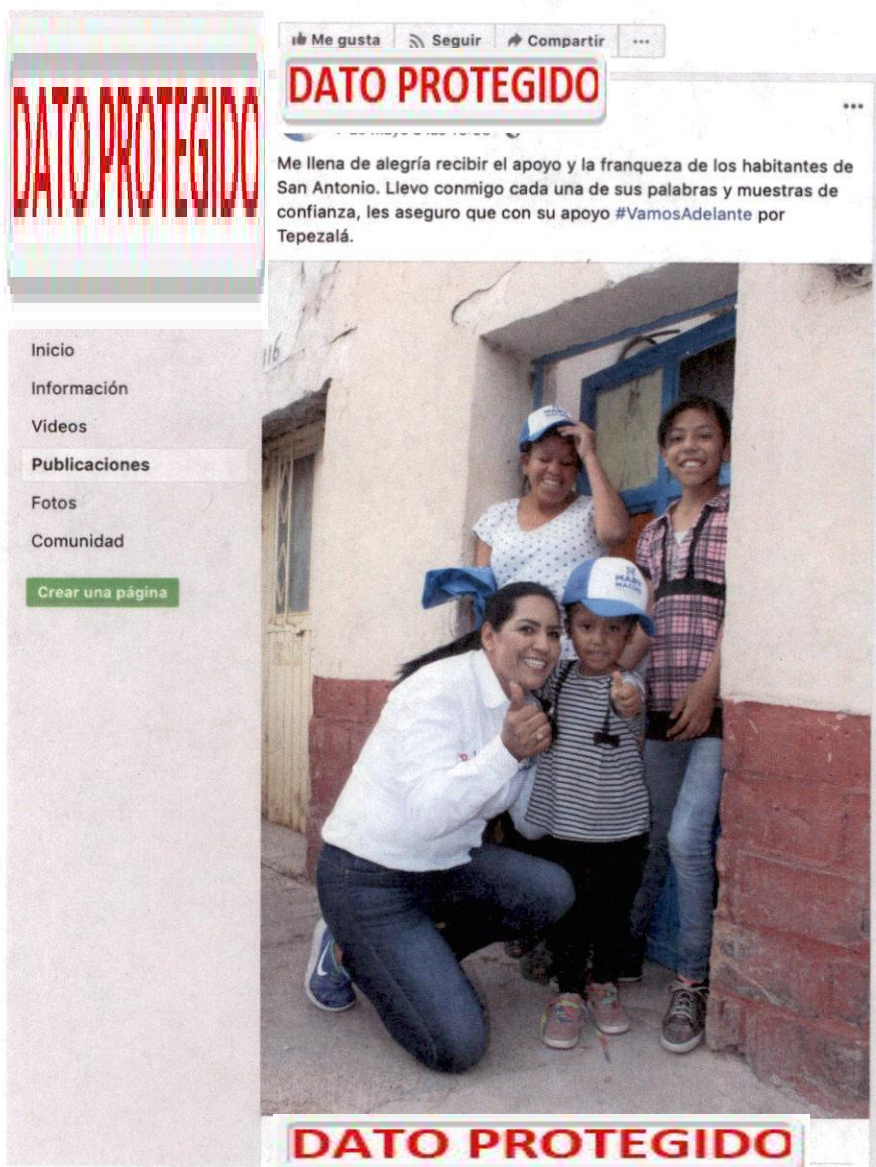 Me gusta
Seguir
Compartir
DATO PROTEGIDO
DATO PROTEGIDO
Me llena de alegría recibir el apoyo y la franqueza de los habitantes de
San Antonio. Llevo conmigo cada una de sus palabras y muestras de
confianza, les aseguro que con su apoyo #VamosAdelante por
Tepezalá.
Inicio
Información
Videos
Publicaciones
Fotos
Comunidad
Crear una página
116
MARY
DATO PROTEGIDO